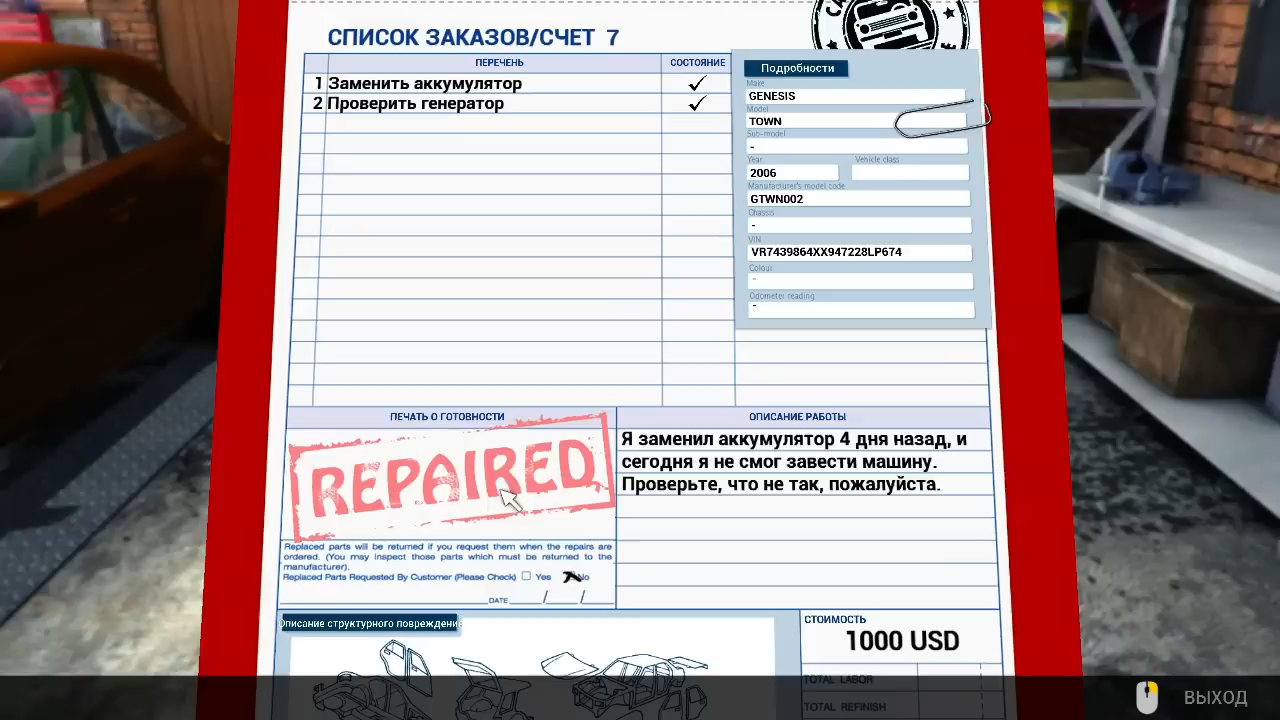 СПИСОК ЗАКАЗОВ/СЧЕТ 7
ПЕРЕЧЕНЬ
СОСТОЯНИЕ
1 Заменить аккумулятор
2 Проверить генератор
Подробности
Make
GENESIS
Model
TOWN
Sub-model
-
Year
Vehicle class
2006
Manufacturer's model code
GTWN002
Chassis
-
VIN
VR7439864XX947228LP674
Colour
-
Odometer reading
-
ПЕЧАТЬ О ГОТОВНОСТИ
REPAIRED
ОПИСАНИЕ РАБОТЫ
Я заменил аккумулятор 4 дня назад, и
сегодня я не смог завести машину.
Проверьте, что не так, пожалуйста.
Replaced parts will be returned if you request them when the repairs are
ordered. (You may inspect those parts which must be returned to the
manufacturer).
Replaced Parts Requested By Customer (Please Check) Yes No
DATE / /
Описание структурного повреждени
СТОИМОСТЬ
1000 USD
TOTAL LABOR
TOTAL REFINISH
ВЫХОД